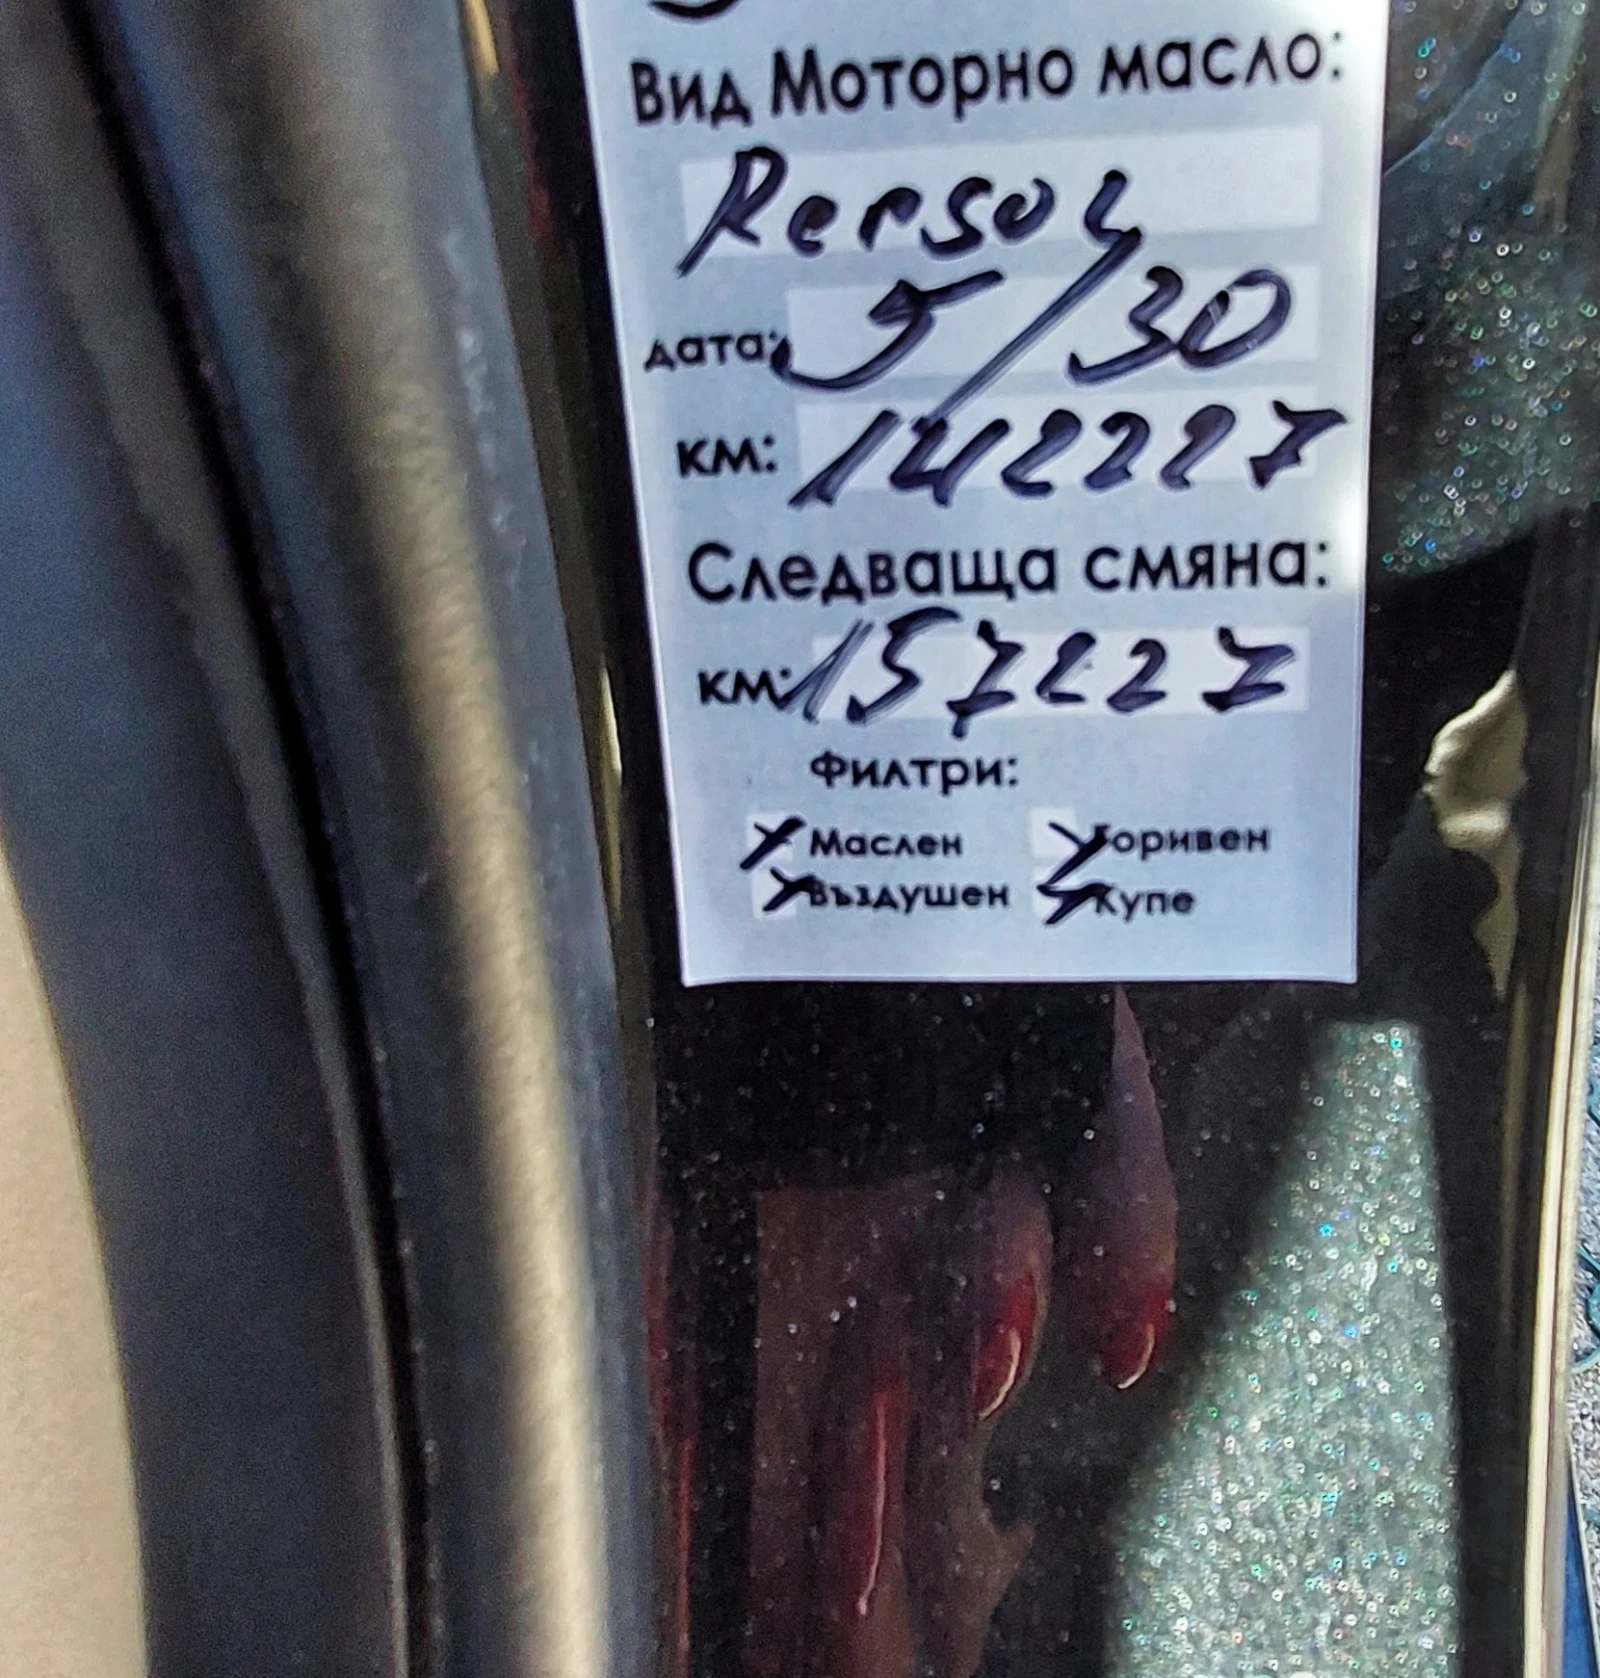 Вид Моторно масло:
Repsol
дата: 5/30
км: 142227
Следваща смяна:
км: 157227
Филтри:
Маслен Горивен
Въздушен Купе